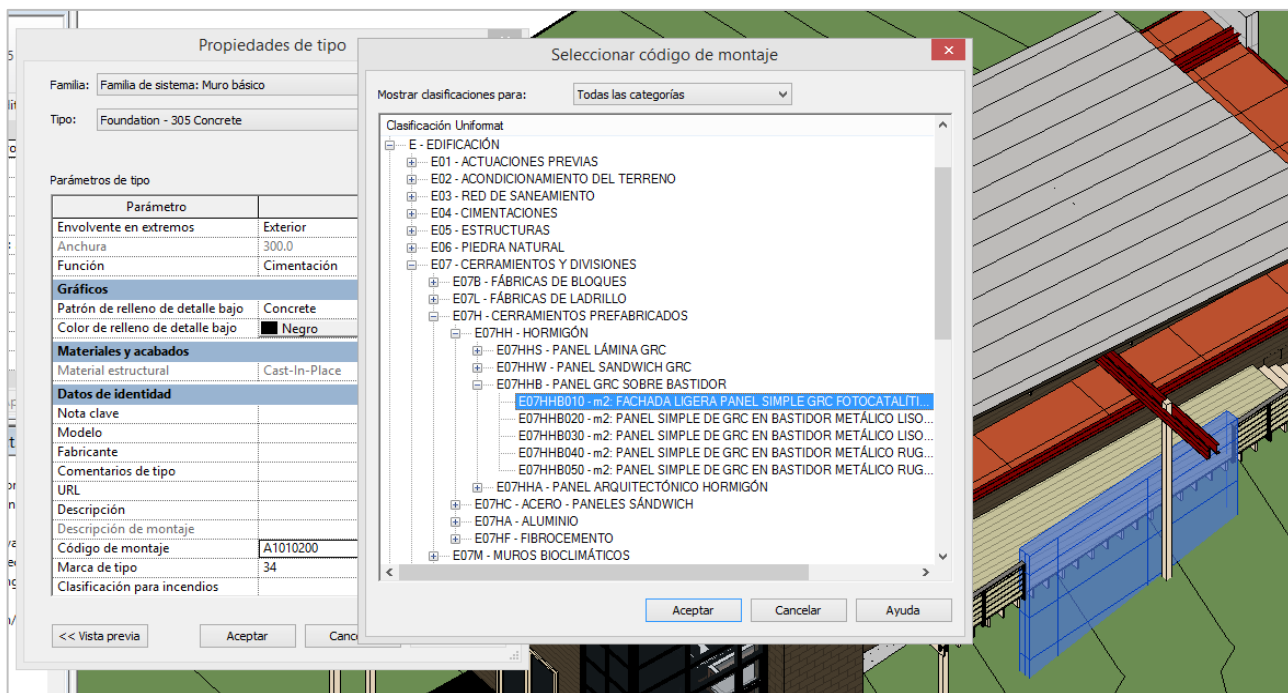 Propiedades de tipo
Familia: Familia de sistema: Muro básico
Tipo: Foundation - 305 Concrete
Parámetros de tipo
Parámetro
Envolvente en extremos Exterior
Anchura 300.0
Función Cimentación
Gráficos
Patrón de relleno de detalle bajo Concrete
Color de relleno de detalle bajo Negro
Materiales y acabados
Material estructural Cast-In-Place
Datos de identidad
Nota clave
Modelo
Fabricante
Comentarios de tipo
URL
Descripción
Descripción de montaje
Código de montaje A1010200
Marca de tipo 34
Clasificación para incendios
<< Vista previa Aceptar Canc
Seleccionar código de montaje
Mostrar clasificaciones para: Todas las categorías
Clasificación Uniformat
E - EDIFICACIÓN
E01 - ACTUACIONES PREVIAS
E02 - ACONDICIONAMIENTO DEL TERRENO
E03 - RED DE SANEAMIENTO
E04 - CIMENTACIONES
E05 - ESTRUCTURAS
E06 - PIEDRA NATURAL
E07 - CERRAMIENTOS Y DIVISIONES
E07B - FÁBRICAS DE BLOQUES
E07L - FÁBRICAS DE LADRILLO
E07H - CERRAMIENTOS PREFABRICADOS
E07HH - HORMIGÓN
E07HHS - PANEL LÁMINA GRC
E07HHW - PANEL SANDWICH GRC
E07HHB - PANEL GRC SOBRE BASTIDOR
E07HHB010 - m2: FACHADA LIGERA PANEL SIMPLE GRC FOTOCATALÍTI...
E07HHB020 - m2: PANEL SIMPLE DE GRC EN BASTIDOR METÁLICO LISO...
E07HHB030 - m2: PANEL SIMPLE DE GRC EN BASTIDOR METÁLICO LISO...
E07HHB040 - m2: PANEL SIMPLE DE GRC EN BASTIDOR METÁLICO RUG...
E07HHB050 - m2: PANEL SIMPLE DE GRC EN BASTIDOR METÁLICO RUG...
E07HHA - PANEL ARQUITECTÓNICO HORMIGÓN
E07HC - ACERO - PANELES SÁNDWICH
E07HA - ALUMINIO
E07HF - FIBROCEMENTO
E07M - MUROS BIOCLIMÁTICOS
Aceptar Cancelar Ayuda